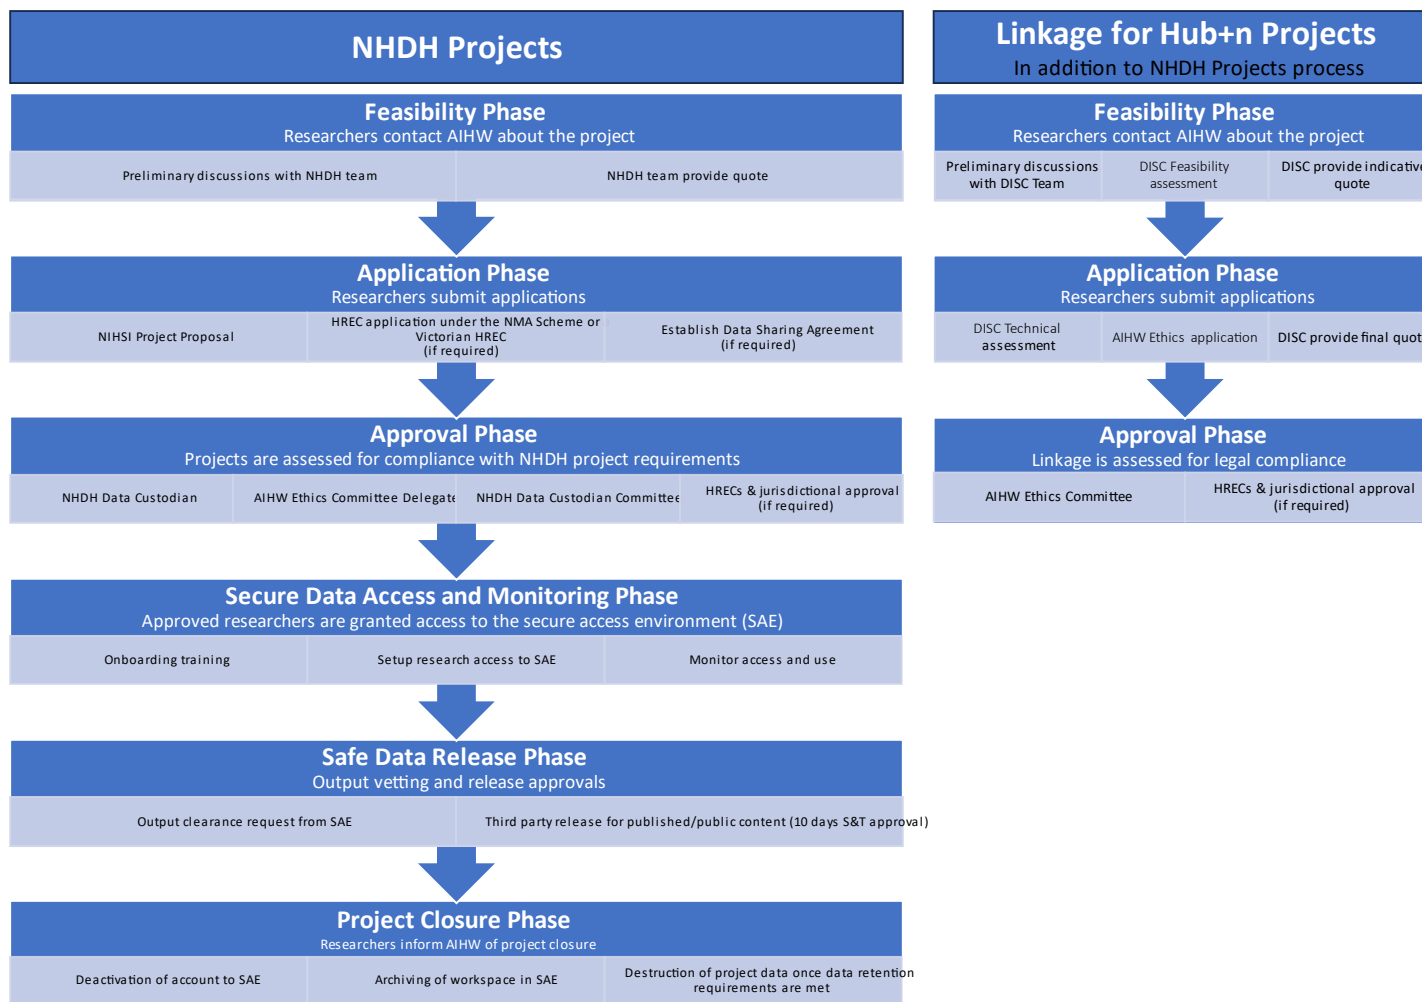 NHDH Projects
Feasibility Phase
Researchers contact AIHW about the project
Preliminary discussions with NHDH team
NHDH team provide quote
Application Phase
Researchers submit applications
NIHSI Project Proposal
HREC application under the NMA Scheme or
Victorian HREC
(if required)
Establish Data Sharing Agreement
(if required)
Approval Phase
Projects are assessed for compliance with NHDH project requirements
NHDH Data Custodian
AIHW Ethics Committee Delegate
NHDH Data Custodian Committee
HRECs & jurisdictional approval
(if required)
Secure Data Access and Monitoring Phase
Approved researchers are granted access to the secure access environment (SAE)
Onboarding training
Setup research access to SAE
Monitor access and use
Safe Data Release Phase
Output vetting and release approvals
Output clearance request from SAE
Third party release for published/public content (10 days S&T approval)
Project Closure Phase
Researchers inform AIHW of project closure
Deactivation of account to SAE
Archiving of workspace in SAE
Destruction of project data once data retention
requirements are met
Linkage for Hub+n Projects
In addition to NHDH Projects process
Feasibility Phase
Researchers contact AIHW about the project
Preliminary discussions
with DISC Team
DISC Feasibility
assessment
DISC provide indicative
quote
Application Phase
Researchers submit applications
DISC Technical
assessment
AIHW Ethics application
DISC provide final quot
Approval Phase
Linkage is assessed for legal compliance
AIHW Ethics Committee
HRECs & jurisdictional approval
(if required)